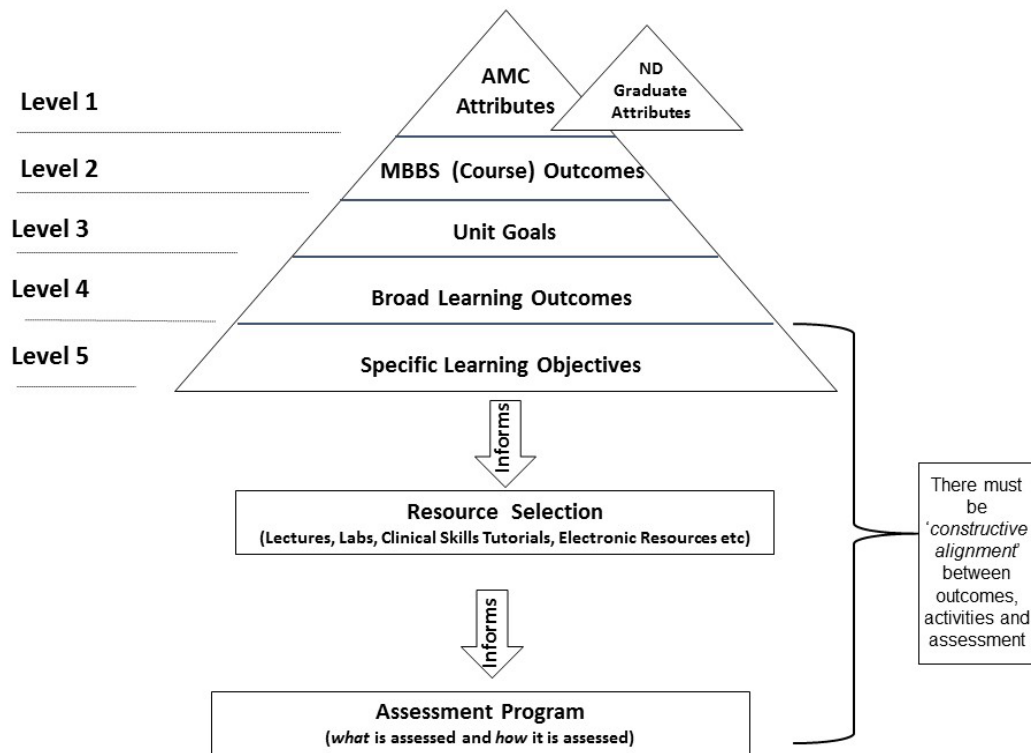 AMC
Attributes
ND
Graduate
Attributes
Level 1
Level 2
MBBS (Course) Outcomes
Level 3
Unit Goals
Level 4
Broad Learning Outcomes
Level 5
Specific Learning Objectives
Informs
Resource Selection
(Lectures, Labs, Clinical Skills Tutorials, Electronic Resources etc)
Informs
Assessment Program
(what is assessed and how it is assessed)
There must
be
‘constructive
alignment’
between
outcomes,
activities and
assessment